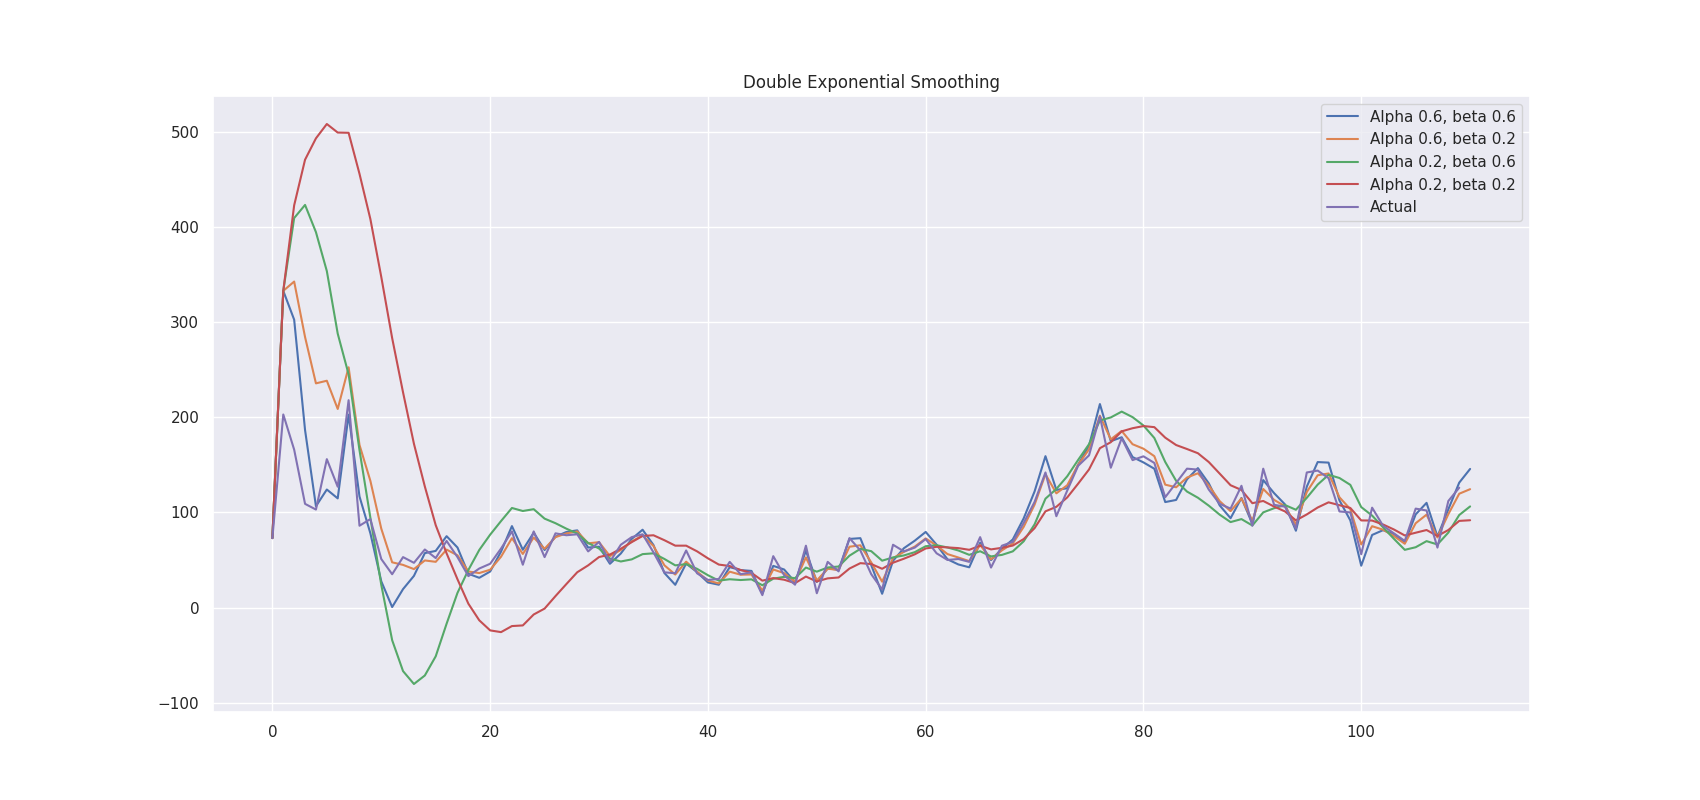 Double Exponential Smoothing
Alpha 0.6, beta 0.6
Alpha 0.6, beta 0.2
Alpha 0.2, beta 0.6
Alpha 0.2, beta 0.2
Actual
500
400
300
200
100
0
−100
0 20 40 60 80 100